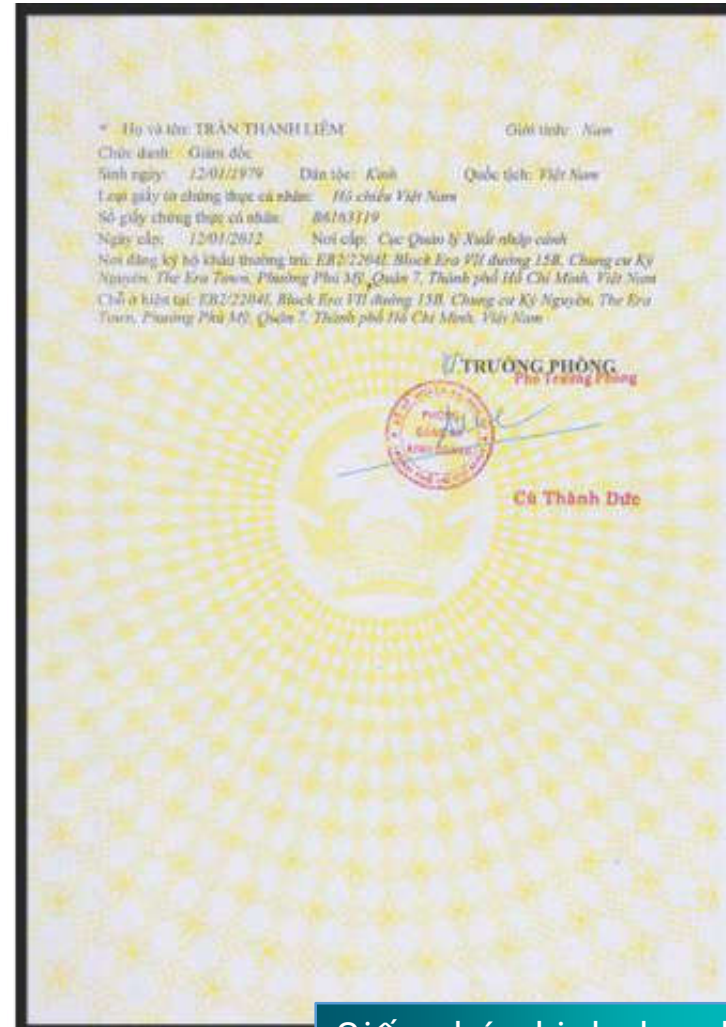 * Họ và tên: TRẦN THANH LIÊM Giới tính: Nam
Chức danh: Giám đốc
Sinh ngày: 12/01/1979 Dân tộc: Kinh Quốc tịch: Việt Nam
Loại giấy tờ chứng thực cá nhân: Hộ chiếu Việt Nam
Số giấy chứng thực cá nhân: B6163119
Ngày cấp: 12/01/2012 Nơi cấp: Cục Quản lý Xuất nhập cảnh
Nơi đăng ký hộ khẩu thường trú: EB2/2204I, Block Era VII đường 15B, Chung cư Kỷ
Nguyên, The Era Town, Phường Phú Mỹ, Quận 7, Thành phố Hồ Chí Minh, Việt Nam
Chỗ ở hiện tại: EB2/2204I, Block Era VII đường 15B, Chung cư Kỷ Nguyên, The Era
Town, Phường Phú Mỹ, Quận 7, Thành phố Hồ Chí Minh, Việt Nam
TRƯỞNG PHÒNG
Phó Trưởng Phòng
PHÒNG
ĐĂNG KÝ
KINH DOANH
Cù Thành Đức